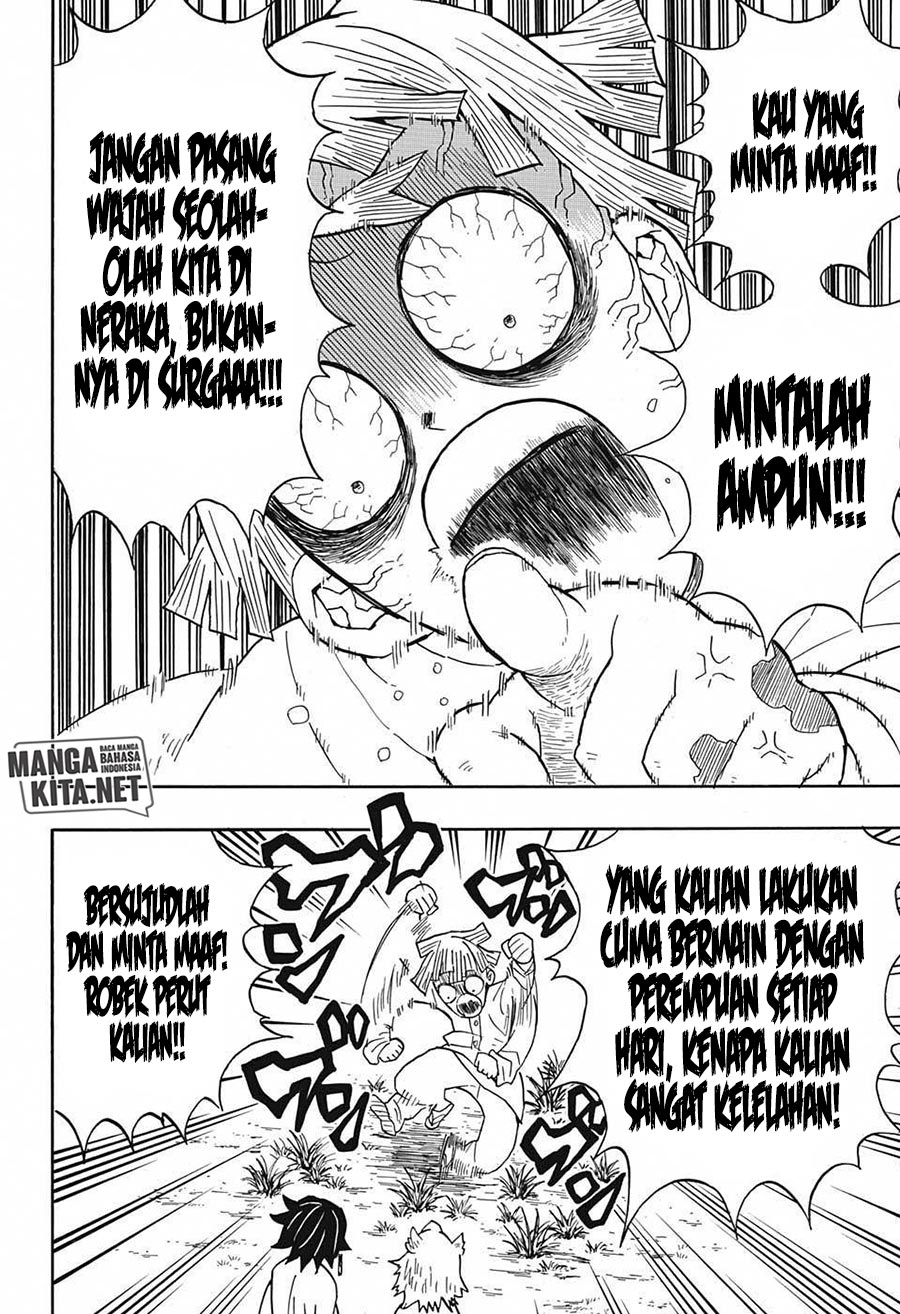 KAU YANG
MINTA MAAF!!
MINTALAH
AMPUN!!!
JANGAN PASANG
WAJAH SEOLAH-
OLAH KITA DI
NERAKA, BUKAN-
NYA DI SURGAAA!!!
MANGA
KITA.NET
BACA MANGA
BAHASA
INDONESIA
YANG KALIAN LAKUKAN
CUMA BERMAIN DENGAN
PEREMPUAN SETIAP
HARI, KENAPA KALIAN
SANGAT KELELAHAN!
BERSUJUDLAH
DAN MINTA MAAF!
ROBEK PERUT
KALIAN!!